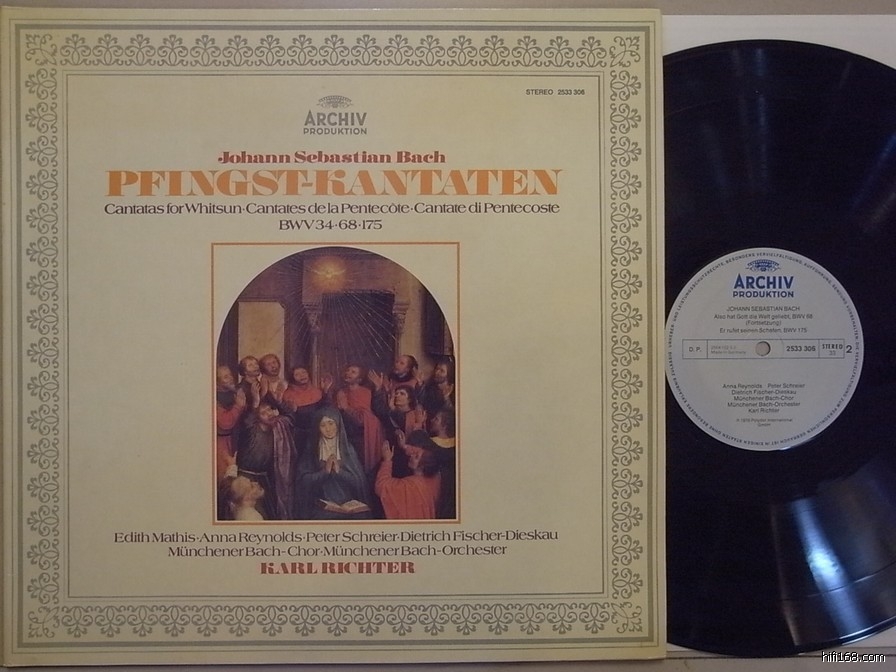 STEREO 2533 306
ARCHIV
PRODUKTION
Johann Sebastian Bach
PFINGST-KANTATEN
Cantatas for Whitsun·Cantates de la Pentecôte·Cantate di Pentecoste
BWV 34·68·175
Edith Mathis·Anna Reynolds·Peter Schreier·Dietrich Fischer-Dieskau
Münchener Bach-Chor·Münchener Bach-Orchester
KARL RICHTER
ARCHIV
PRODUKTION
JOHANN SEBASTIAN BACH
Also hat Gott die Welt geliebt, BWV 68
(Fortsetzung)
Er rufet seinen Schafen, BWV 175
D.P.
Made in Germany
2533 306
STEREO
33
2
Anna Reynolds · Peter Schreier
Dietrich Fischer-Dieskau
Münchener Bach-Chor
Münchener Bach-Orchester
Karl Richter
hifi168.com